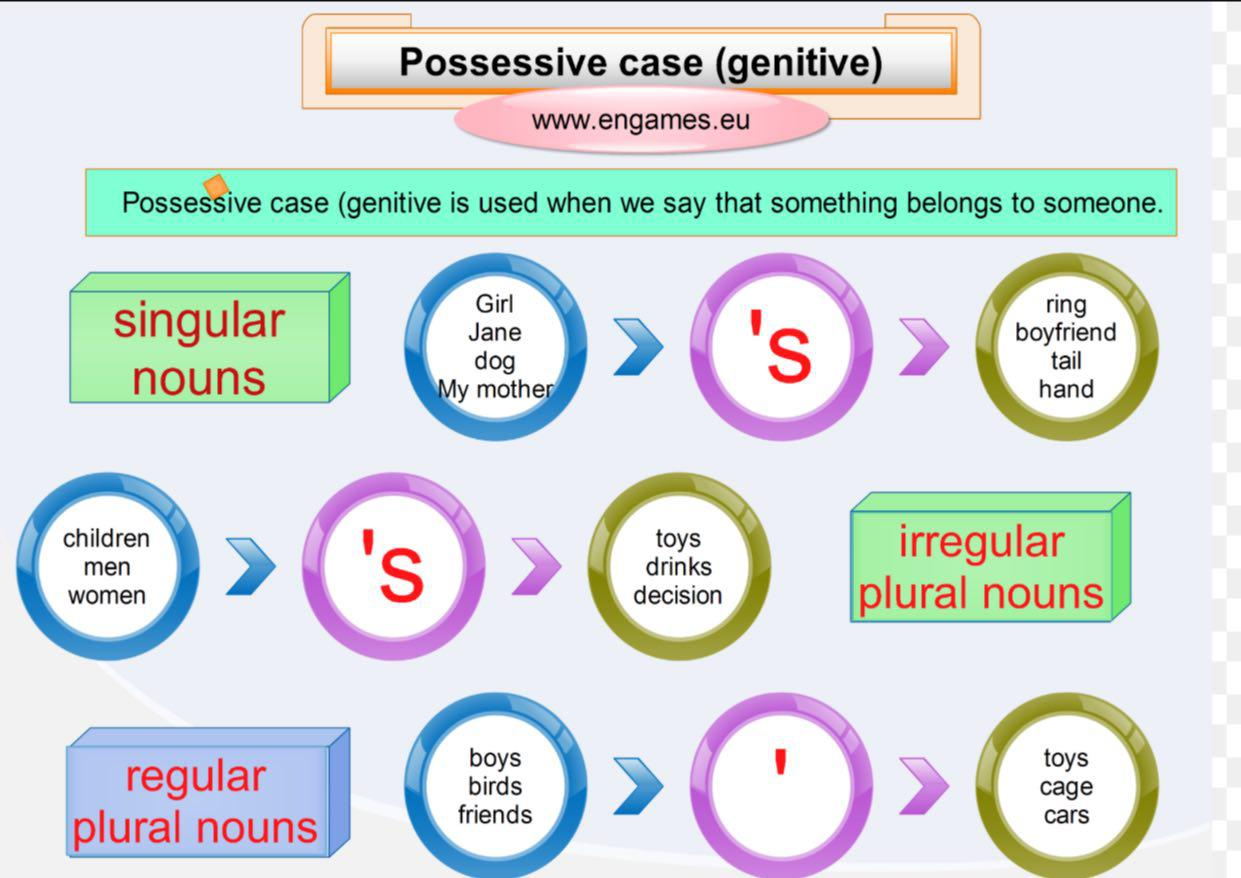 Possessive case (genitive)
www.engames.eu
Possessive case (genitive is used when we say that something belongs to someone.
singular
nouns
Girl
Jane
dog
My mother
's
ring
boyfriend
tail
hand
children
men
women
's
toys
drinks
decision
irregular
plural nouns
regular
plural nouns
boys
birds
friends
'
toys
cage
cars